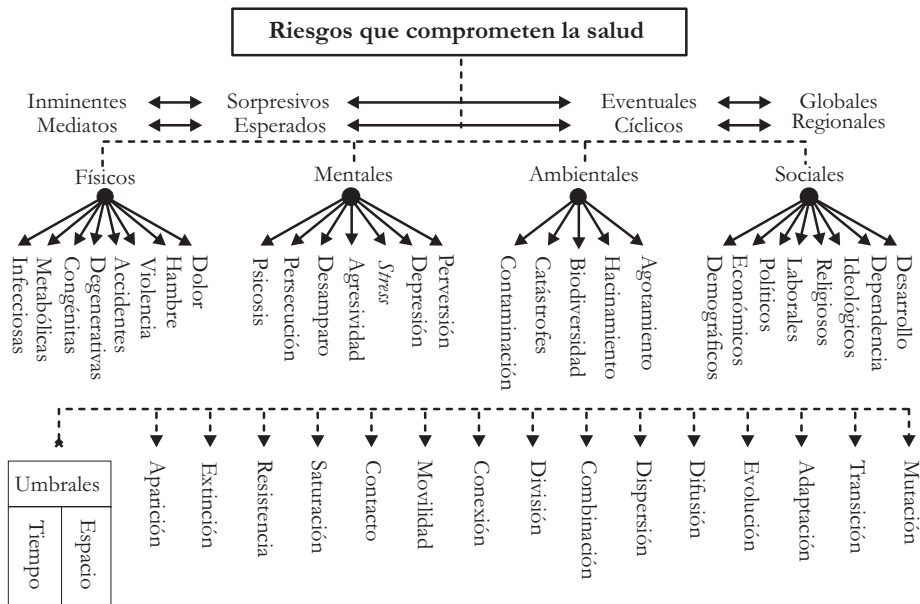 Riesgos que comprometen la salud
Inminentes Sorpresivos Eventuales Globales
Mediatos Esperados Cíclicos Regionales
Físicos Mentales Ambientales Sociales
Infecciosas
Metabólicas
Congénitas
Degenerativas
Accidentes
Violencia
Hambre
Dolor
Psicosis
Persecución
Desamparo
Agresividad
Stress
Depresión
Perversión
Contaminación
Catástrofes
Biodiversidad
Hacinamiento
Agotamiento
Demográficos
Económicos
Políticos
Laborales
Religiosos
Ideológicos
Dependencia
Desarrollo
Umbrales
Tiempo
Espacio
Aparición
Extinción
Resistencia
Saturación
Contacto
Movilidad
Conexión
División
Combinación
Dispersión
Difusión
Evolución
Adaptación
Transición
Mutación